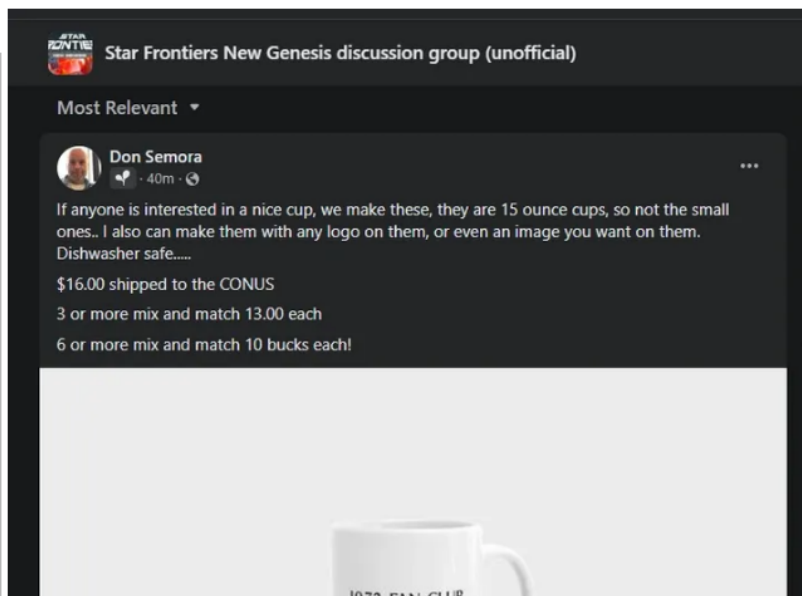 STAR
Star Frontiers New Genesis discussion group (unofficial)
Most Relevant
Don Semora
40m
If anyone is interested in a nice cup, we make these, they are 15 ounce cups, so not the small
ones.. I also can make them with any logo on them, or even an image you want on them.
Dishwasher safe.....
$16.00 shipped to the CONUS
3 or more mix and match 13.00 each
6 or more mix and match 10 bucks each!
FAN CLUB